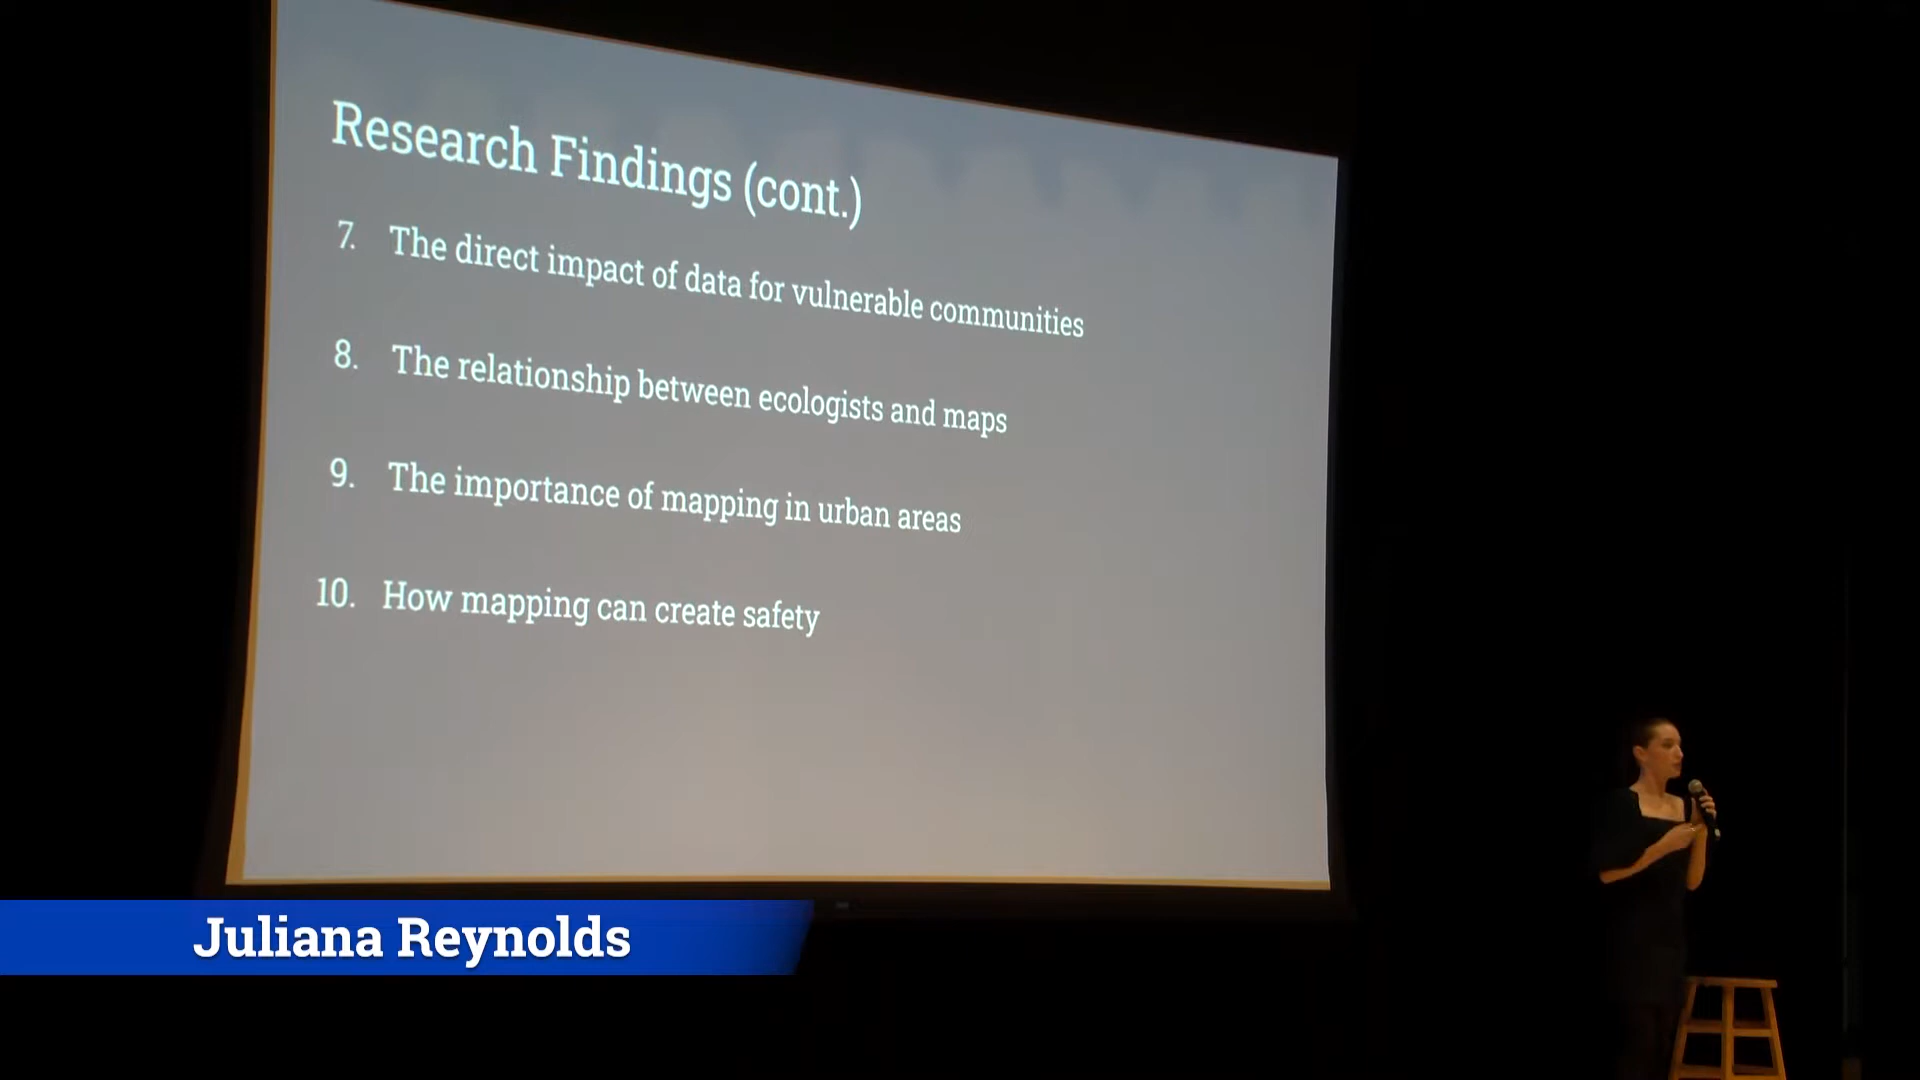 Research Findings (cont.)
7. The direct impact of data for vulnerable communities
8. The relationship between ecologists and maps
9. The importance of mapping in urban areas
10. How mapping can create safety
Juliana Reynolds